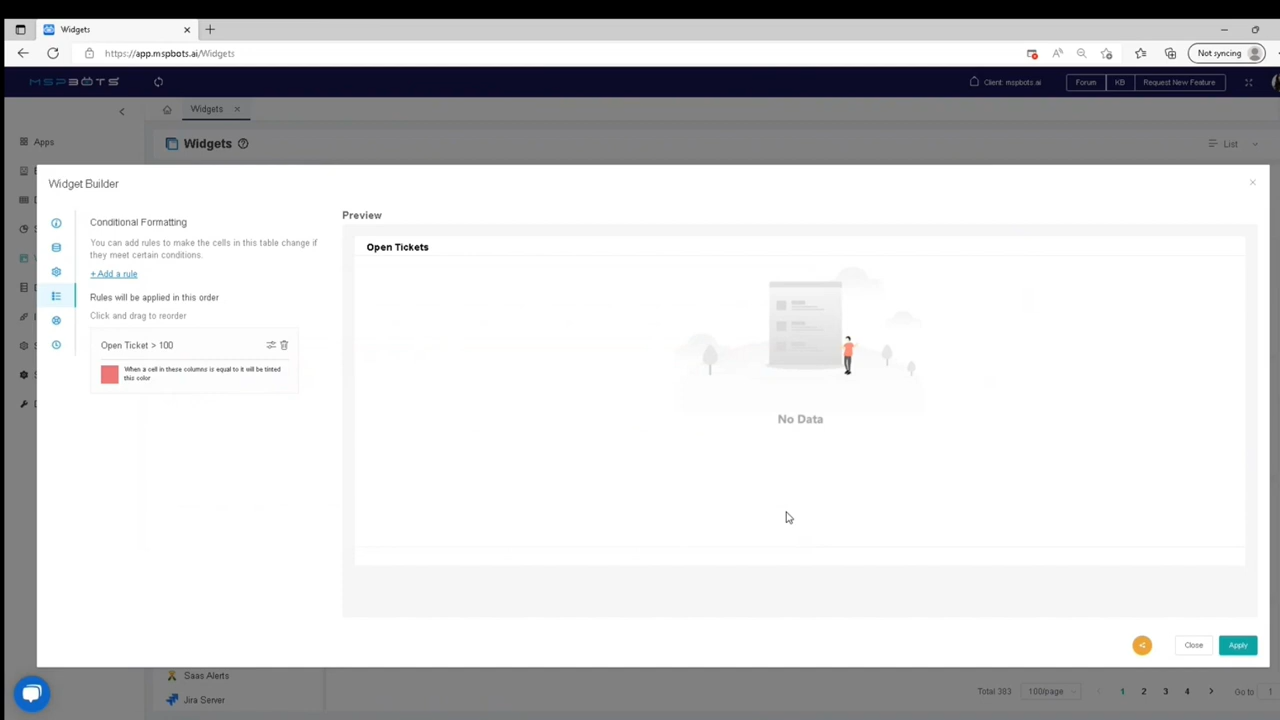 Widgets
https://app.mspbots.ai/Widgets
Not syncing
MSPBOTS
Client: mspbots.ai
Forum
KB
Request New Feature
Widgets
Apps
Widgets
List
Widget Builder
Conditional Formatting
You can add rules to make the cells in this table change if
they meet certain conditions.
+ Add a rule
Rules will be applied in this order
Click and drag to reorder
Open Ticket > 100
When a cell in these columns is equal to it will be tinted
this color
Preview
Open Tickets
No Data
Close
Apply
Saas Alerts
Jira Server
Total 383
100/page
1
2
3
4
Go to
1